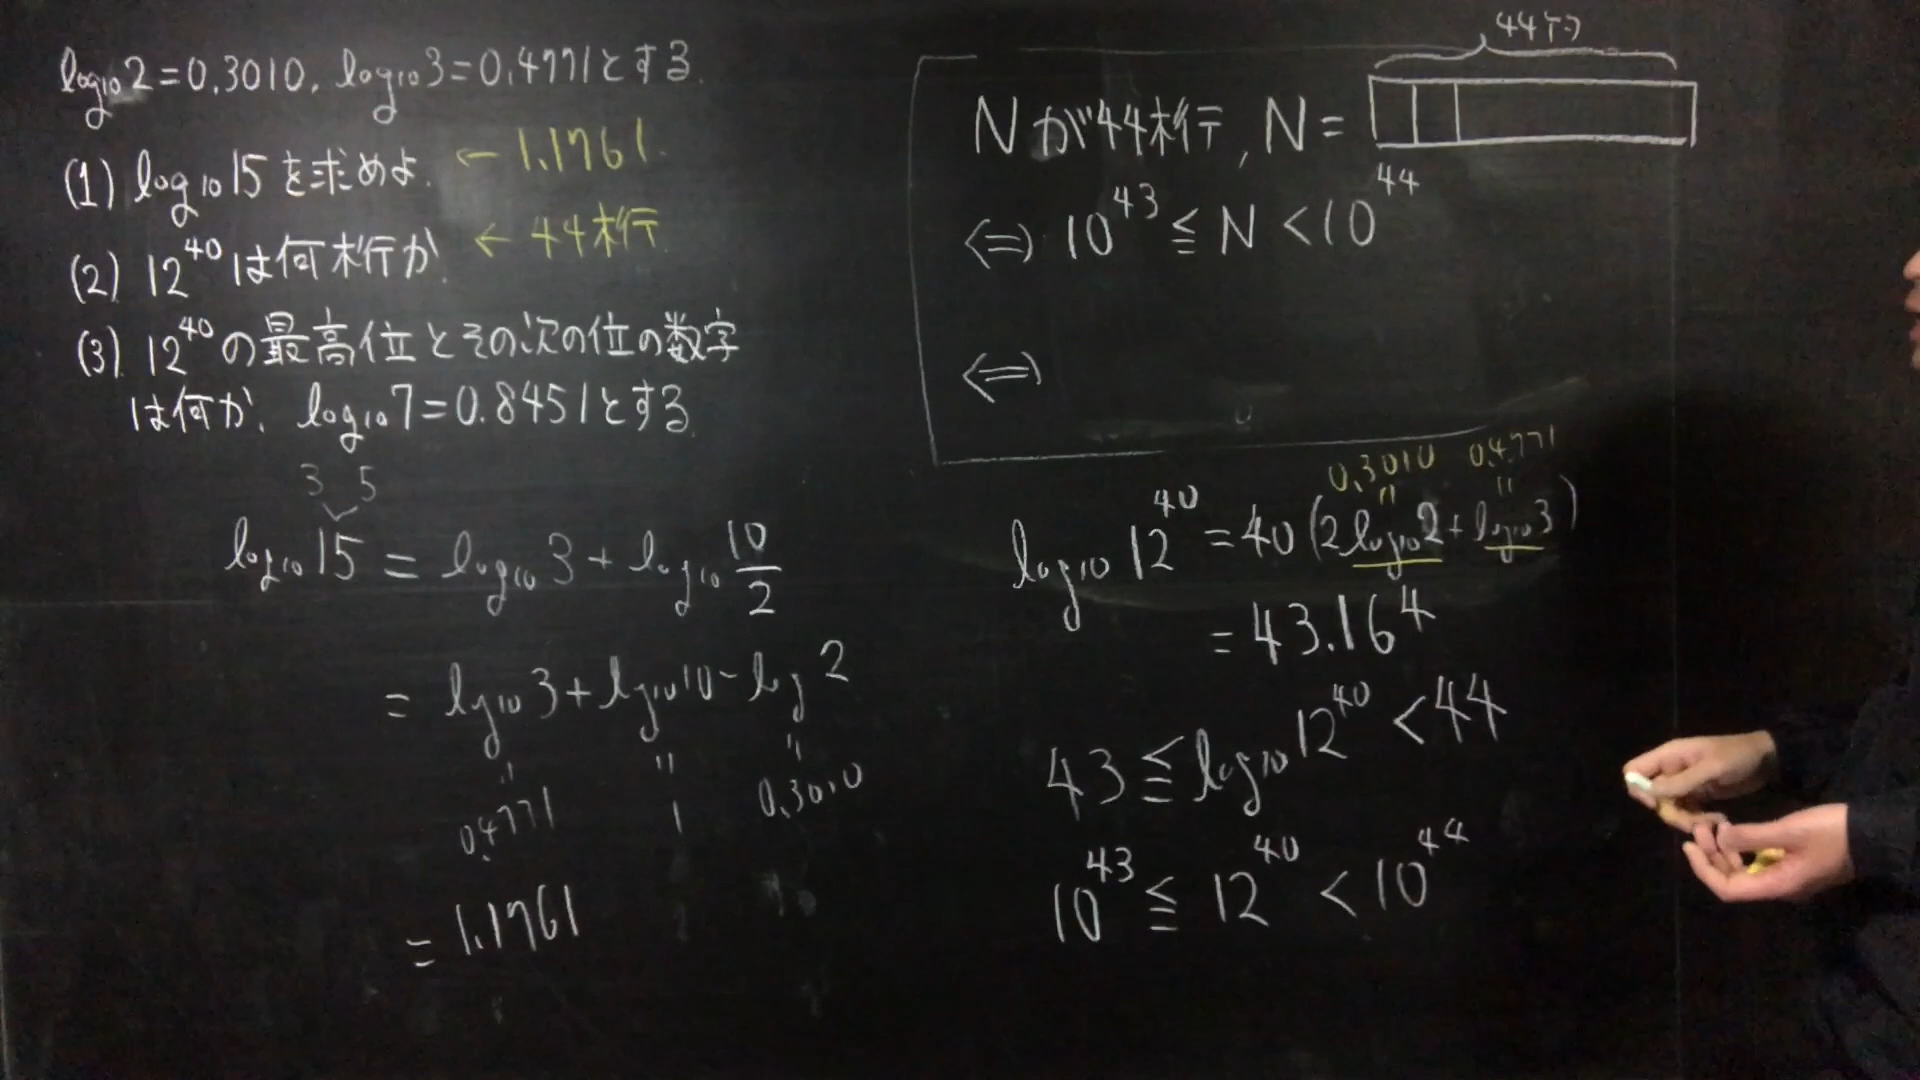 log₁₀2=0.3010, log₁₀3=0.4771とする.
(1) log₁₀15を求めよ. ← 1.1761.
(2) 12⁴⁰は何桁か. ← 44桁
(3) 12⁴⁰の最高位とその次の位の数字
は何か. log₁₀7=0.8451とする.
3 5
log₁₀15 = log₁₀3 + log₁₀ 10/2
= log₁₀3 + log₁₀10 - log 2
" " "
0.4771 1 0.3010
= 1.1761
44ケコ
Nが44桁, N=
⇔ 10⁴³ ≦ N < 10⁴⁴
⇔
0.3010 0.4771
" "
log₁₀12⁴⁰ = 40 (2log₁₀2 + log₁₀3)
= 43.164
43 ≦ log₁₀12⁴⁰ < 44
10⁴³ ≦ 12⁴⁰ < 10⁴⁴